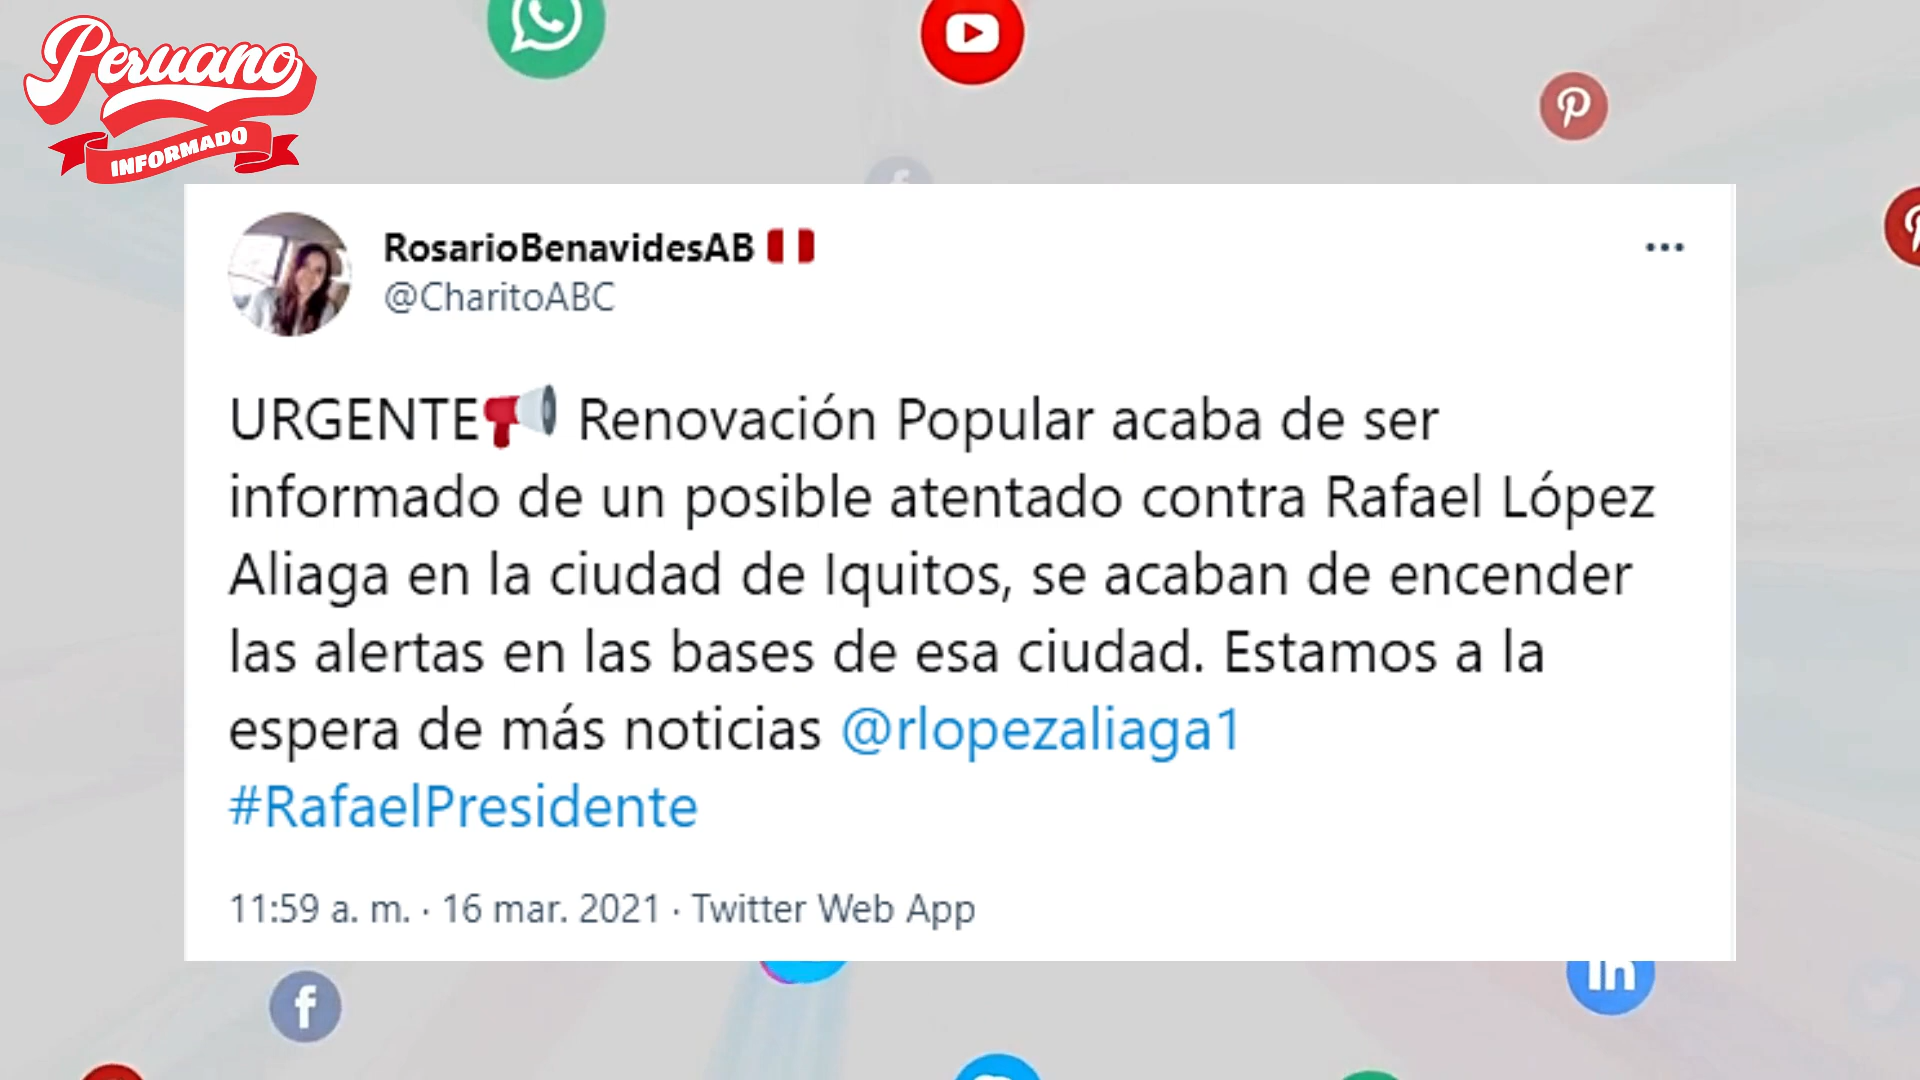 Peruano
INFORMADO
RosarioBenavidesAB 🇵🇪
@CharitoABC
URGENTE📢 Renovación Popular acaba de ser
informado de un posible atentado contra Rafael López
Aliaga en la ciudad de Iquitos, se acaban de encender
las alertas en las bases de esa ciudad. Estamos a la
espera de más noticias @rlopezaliaga1
#RafaelPresidente
11:59 a. m. · 16 mar. 2021 · Twitter Web App